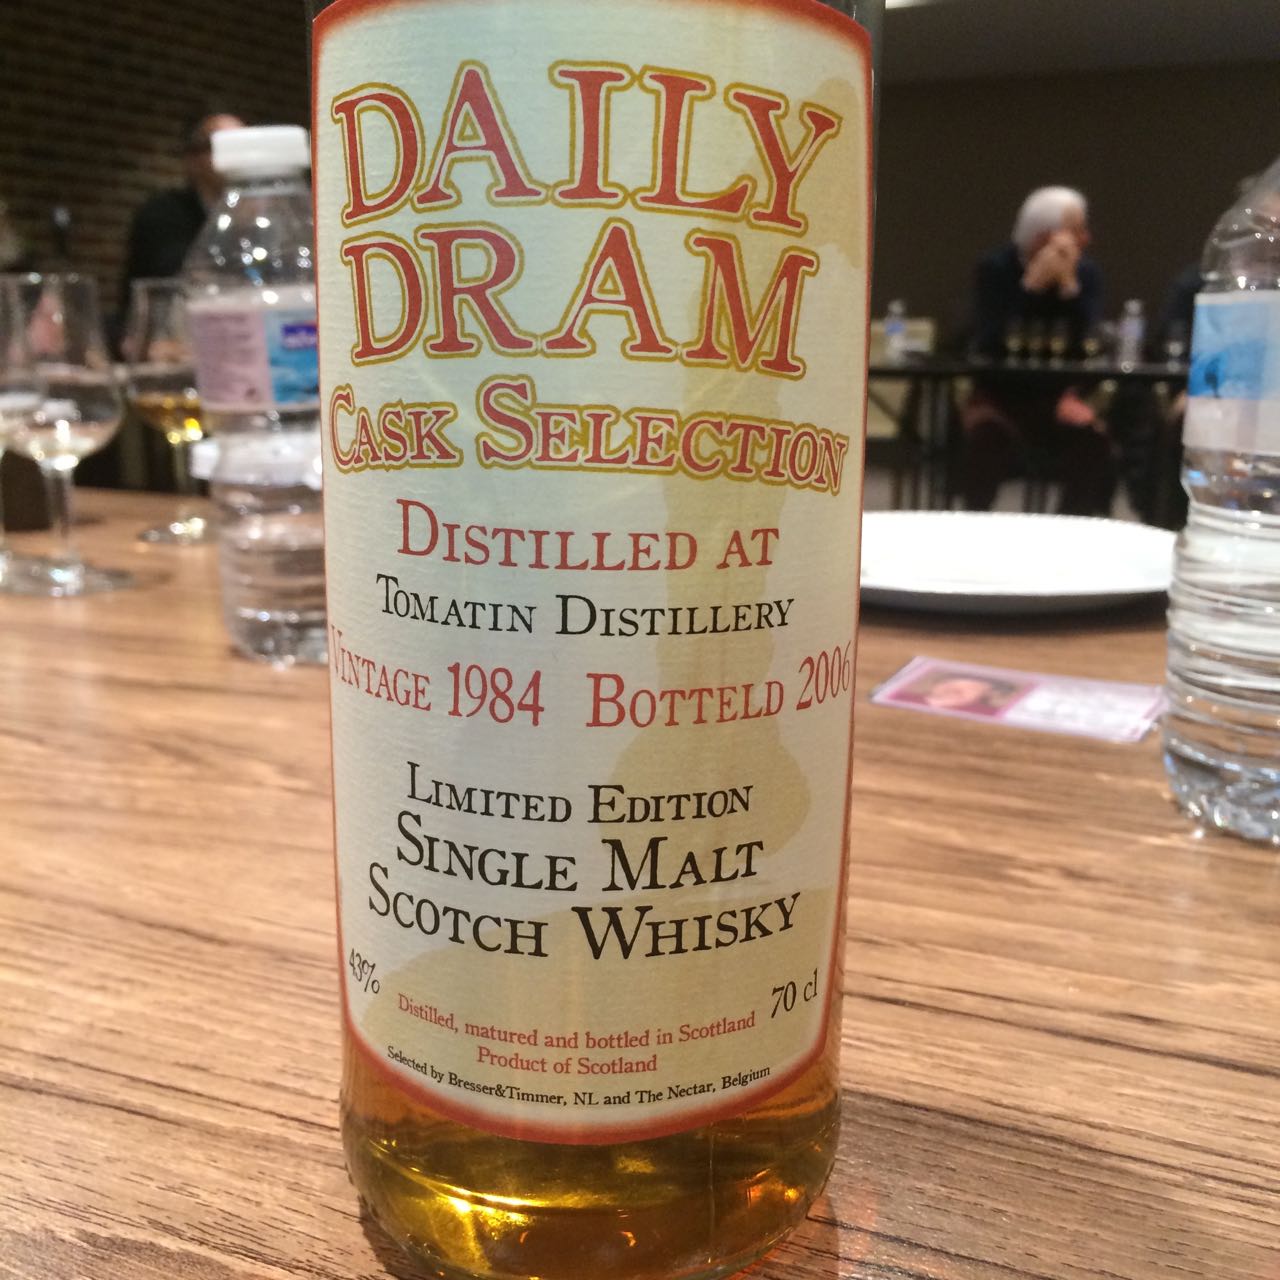 DAILY
DRAM
CASK SELECTION
DISTILLED AT
TOMATIN DISTILLERY
VINTAGE 1984 BOTTELD 2006
LIMITED EDITION
SINGLE MALT
SCOTCH WHISKY
43%
70 cl
Distilled, matured and bottled in Scottland
Product of Scotland
Selected by Bresser&Timmer, NL and The Nectar, Belgium